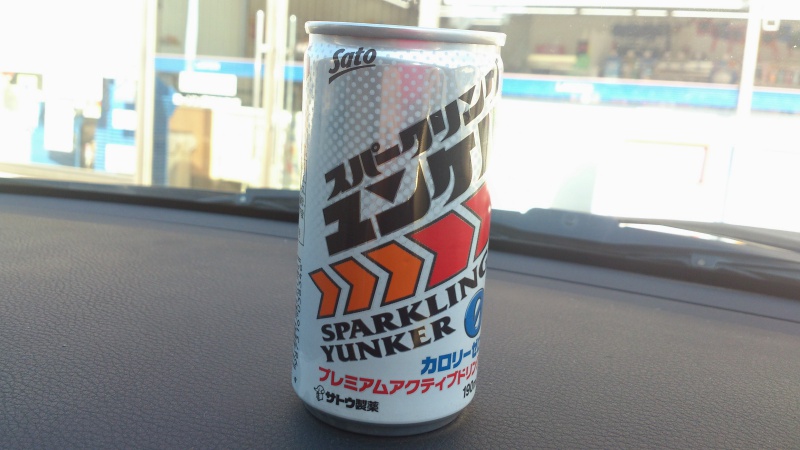 Sato
スパークリング
ユンケル
SPARKLING
YUNKER
0
カロリーゼ
プレミアムアクティブドリンク
190m
サトウ製薬